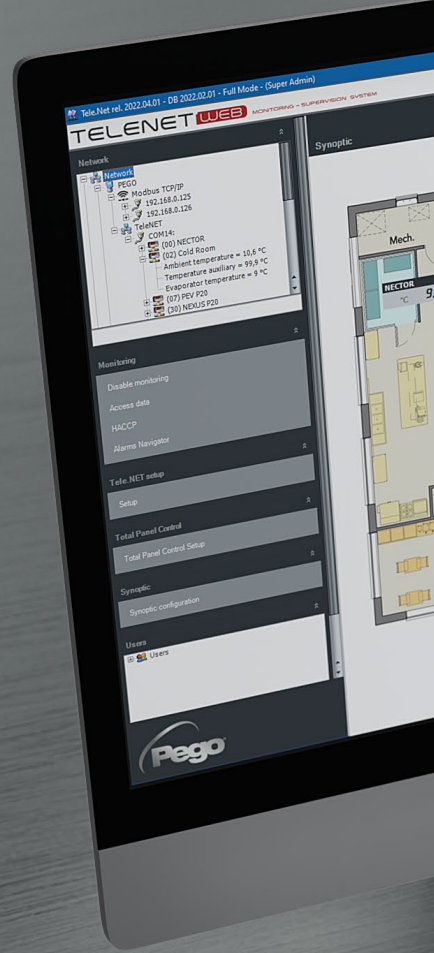 Tele.Net rel. 2022.04.01 - DB 2022.02.01 - Full Mode - (Super Admin)
TELENET WEB MONITORING - SUPERVISION SYSTEM
Network
Network
PEGO
Modbus TCP/IP
192.168.0.125
192.168.0.126
TeleNET
COM14:
(00) NECTOR
(02) Cold Room
Ambient temperature = 10,6 °C
Temperature auxiliary = 99,9 °C
Evaporator temperature = 9 °C
(07) PEV P20
(30) NEXUS P20
Monitoring
Disable monitoring
Access data
HACCP
Alarms Navigator
Tele.NET setup
Setup
Total Panel Control
Total Panel Control Setup
Synoptic
Synoptic configuration
Users
Users
Pego
Synoptic
Mech.
NECTOR
°C 9